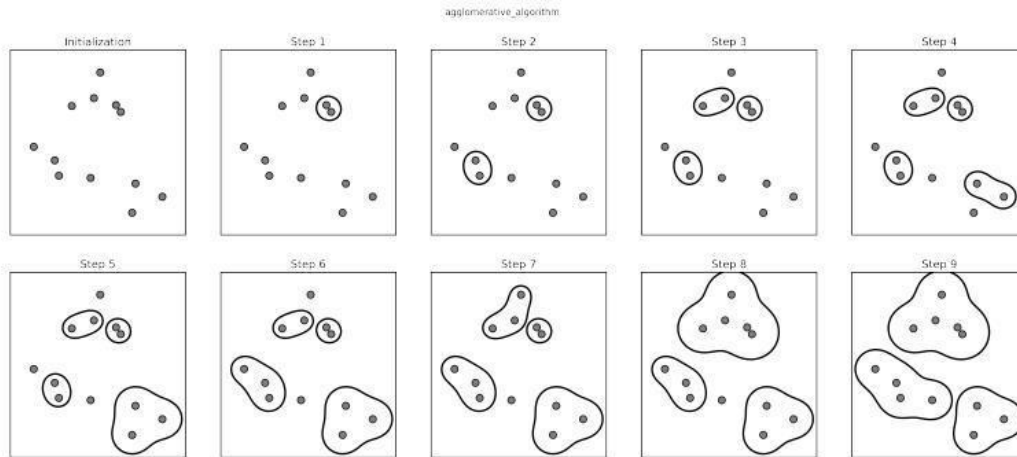 agglomerative_algorithm
Initialization
Step 1
Step 2
Step 3
Step 4
Step 5
Step 6
Step 7
Step 8
Step 9